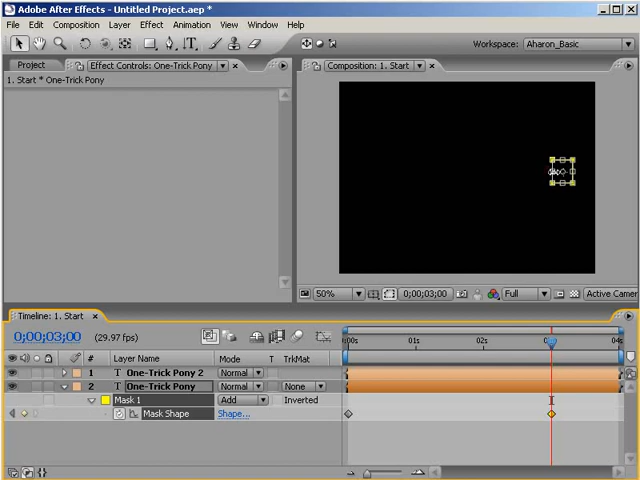 Adobe After Effects - Untitled Project.aep *
File Edit Composition Layer Effect Animation View Window Help
T
Workspace: Aharon_Basic
Project
Effect Controls: One-Trick Pony
Composition: 1. Start
1. Start * One-Trick Pony
50%
0;00;03;00
Full
Active Camer
Timeline: 1. Start
0;00;03;00
(29.97 fps)
:00s 02s 04s
# Layer Name Mode T TrkMat
1 T One-Trick Pony 2 Normal
2 T One-Trick Pony Normal None
Mask 1 Add Inverted
Mask Shape Shape...